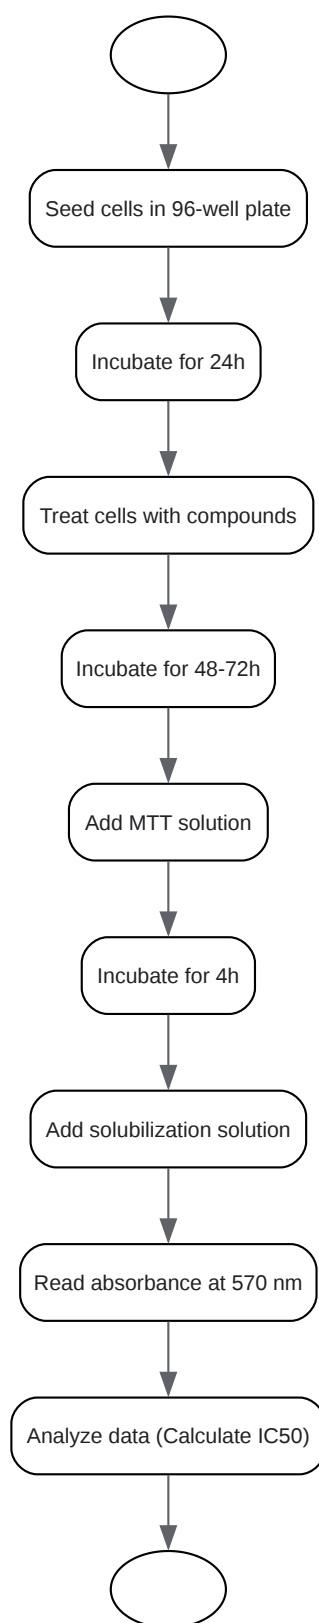 Seed cells in 96-well plate
Incubate for 24h
Treat cells with compounds
Incubate for 48-72h
Add MTT solution
Incubate for 4h
Add solubilization solution
Read absorbance at 570 nm
Analyze data (Calculate IC50)